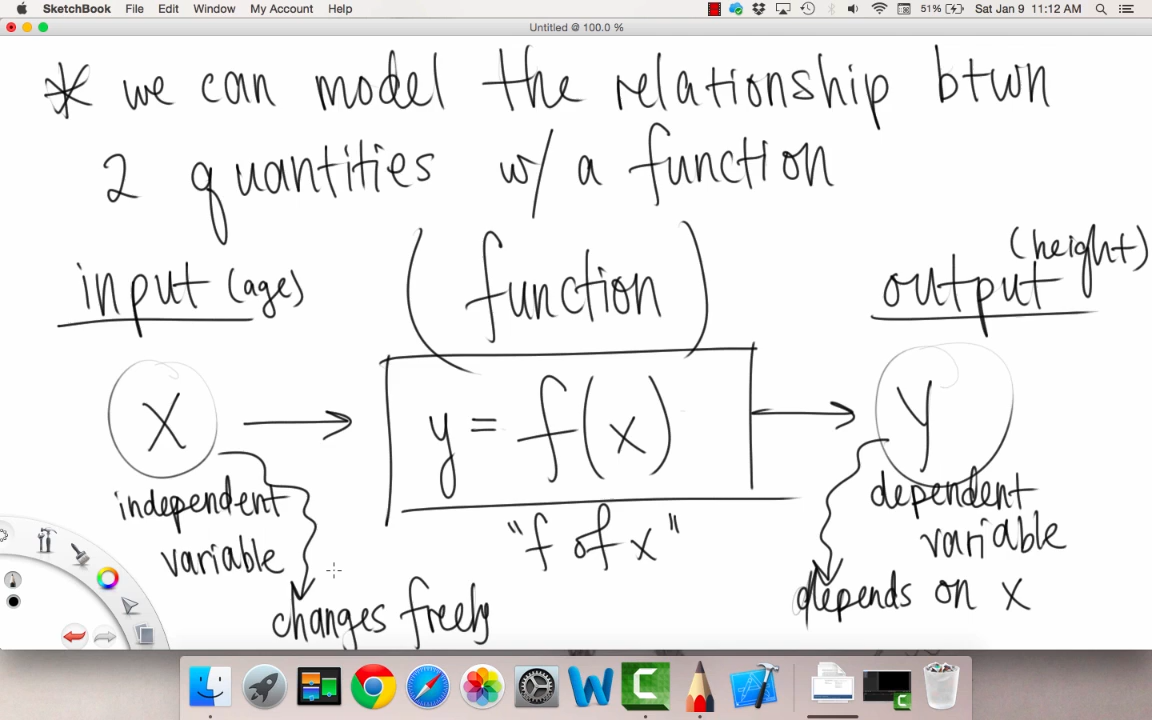 SketchBook File Edit Window My Account Help 51% Sat Jan 9 11:12 AM
Untitled @ 100.0 %
* we can model the relationship btwn
2 quantities w/ a function
input (age) (function) output (height)
x → y = f(x) → y
independent variable
"f of x"
dependent variable
changes freely
depends on x